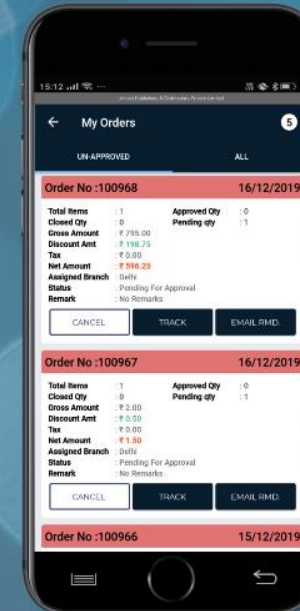 15:12
My Orders
5
UN-APPROVED ALL
Order No :100968 16/12/2019
Total Items : 1 Approved Qty : 0
Closed Qty : 0 Pending qty : 1
Gross Amount : ₹ 795.00
Discount Amt : ₹ 198.75
Tax : ₹ 0.00
Net Amount : ₹ 596.25
Assigned Branch : Delhi
Status : Pending For Approval
Remark : No Remarks
CANCEL TRACK EMAIL RMD.
Order No :100967 16/12/2019
Total Items : 1 Approved Qty : 0
Closed Qty : 0 Pending qty : 1
Gross Amount : ₹ 2.00
Discount Amt : ₹ 0.50
Tax : ₹ 0.00
Net Amount : ₹ 1.50
Assigned Branch : Delhi
Status : Pending For Approval
Remark : No Remarks
CANCEL TRACK EMAIL RMD.
Order No :100966 15/12/2019